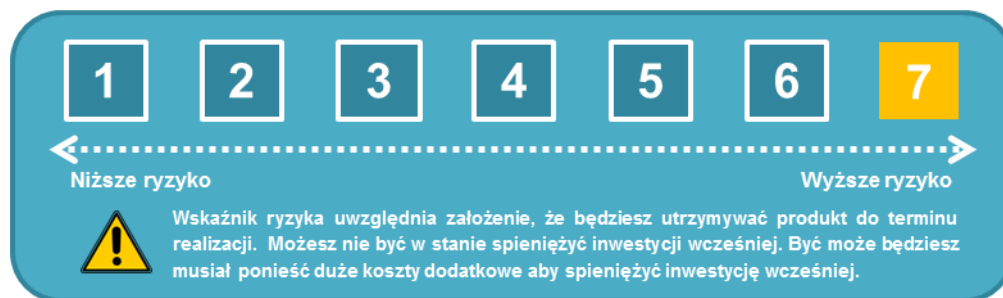 1 2 3 4 5 6 7
Niższe ryzyko Wyższe ryzyko
Wskaźnik ryzyka uwzględnia założenie, że będziesz utrzymywać produkt do terminu
realizacji. Możesz nie być w stanie spieniężyć inwestycji wcześniej. Być może będziesz
musiał ponieść duże koszty dodatkowe aby spieniężyć inwestycję wcześniej.